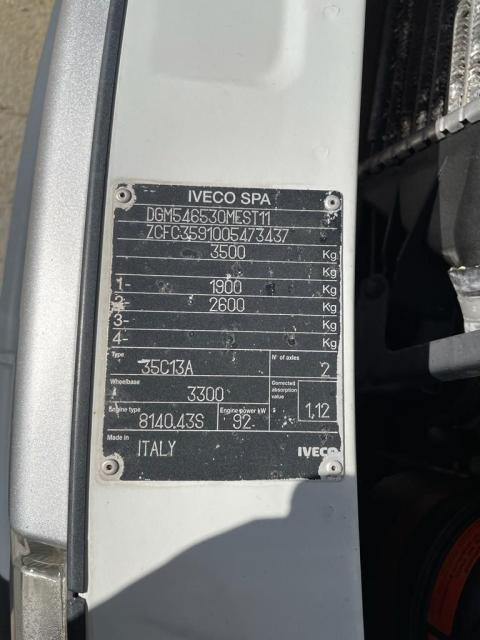 IVECO SPA
DGM546530MEST11
ZCFC3591005473437
3500 Kg
Kg
1- 1900 Kg
2- 2600 Kg
3- Kg
4- Kg
Type 35C13A N° of axles 2
Wheelbase 3300 Corrected absorption value 1,12
Engine type 8140.43S Engine power kW 92
Made in ITALY IVECO